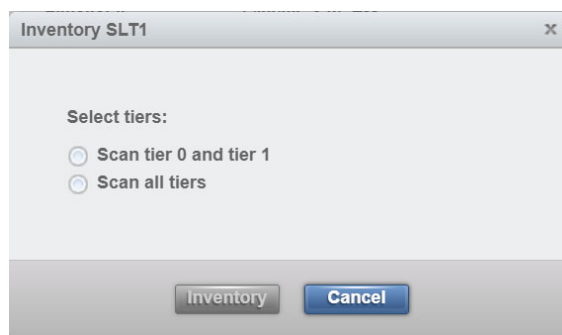 Inventory SLT1
x
Select tiers:
Scan tier 0 and tier 1
Scan all tiers
Inventory
Cancel